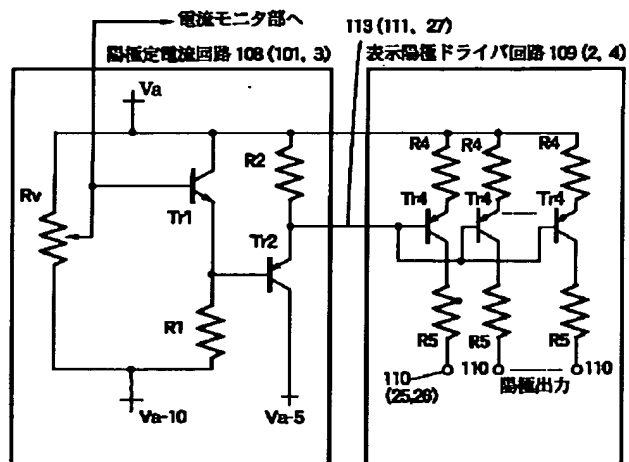 電流モニタ部へ
113 (111, 27)
陽極定電流回路 108 (101, 3)
表示陽極ドライバ回路 109 (2, 4)
Va
R2
R4
R4
R4
Rv
Tr1
Tr4
Tr4
Tr4
Tr2
R1
R5
R5
R5
110
(25,26)
110
110
陽極出力
Va-10
Va-5